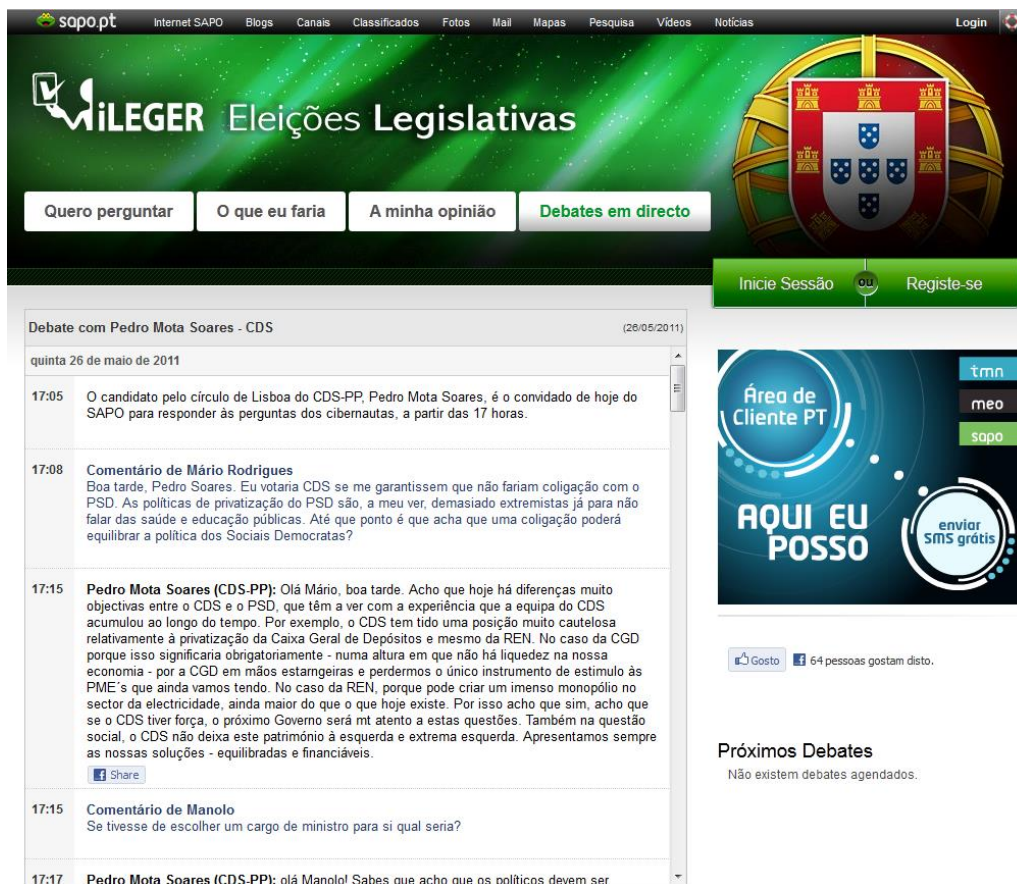 sapo.pt Internet SAPO Blogs Canais Classificados Fotos Mail Mapas Pesquisa Vídeos Notícias Login
iLEGER Eleições Legislativas
Quero perguntar O que eu faria A minha opinião Debates em directo
Inicie Sessão ou Registe-se
Debate com Pedro Mota Soares - CDS (26/05/2011)
quinta 26 de maio de 2011
17:05 O candidato pelo círculo de Lisboa do CDS-PP, Pedro Mota Soares, é o convidado de hoje do
SAPO para responder às perguntas dos cibernautas, a partir das 17 horas.
17:08 Comentário de Mário Rodrigues
Boa tarde, Pedro Soares. Eu votaria CDS se me garantissem que não fariam coligação com o
PSD. As políticas de privatização do PSD são, a meu ver, demasiado extremistas já para não
falar das saúde e educação públicas. Até que ponto é que acha que uma coligação poderá
equilibrar a política dos Sociais Democratas?
17:15 Pedro Mota Soares (CDS-PP): Olá Mário, boa tarde. Acho que hoje há diferenças muito
objectivas entre o CDS e o PSD, que têm a ver com a experiência que a equipa do CDS
acumulou ao longo do tempo. Por exemplo, o CDS tem tido uma posição muito cautelosa
relativamente à privatização da Caixa Geral de Depósitos e mesmo da REN. No caso da CGD
porque isso significaria obrigatoriamente - numa altura em que não há liquedez na nossa
economia - por a CGD em mãos estarngeiras e perdermos o único instrumento de estimulo às
PME´s que ainda vamos tendo. No caso da REN, porque pode criar um imenso monopólio no
sector da electricidade, ainda maior do que o que hoje existe. Por isso acho que sim, acho que
se o CDS tiver força, o próximo Governo será mt atento a estas questões. Também na questão
social, o CDS não deixa este património à esquerda e extrema esquerda. Apresentamos sempre
as nossas soluções - equilibradas e financiáveis.
Share
17:15 Comentário de Manolo
Se tivesse de escolher um cargo de ministro para si qual seria?
17:17 Pedro Mota Soares (CDS-PP): olá Manolo! Sabes que acho que os políticos devem ser
Área de
Cliente PT
tmn
meo
sapo
AQUI EU
POSSO
enviar
SMS grátis
Gosto 64 pessoas gostam disto.
Próximos Debates
Não existem debates agendados.